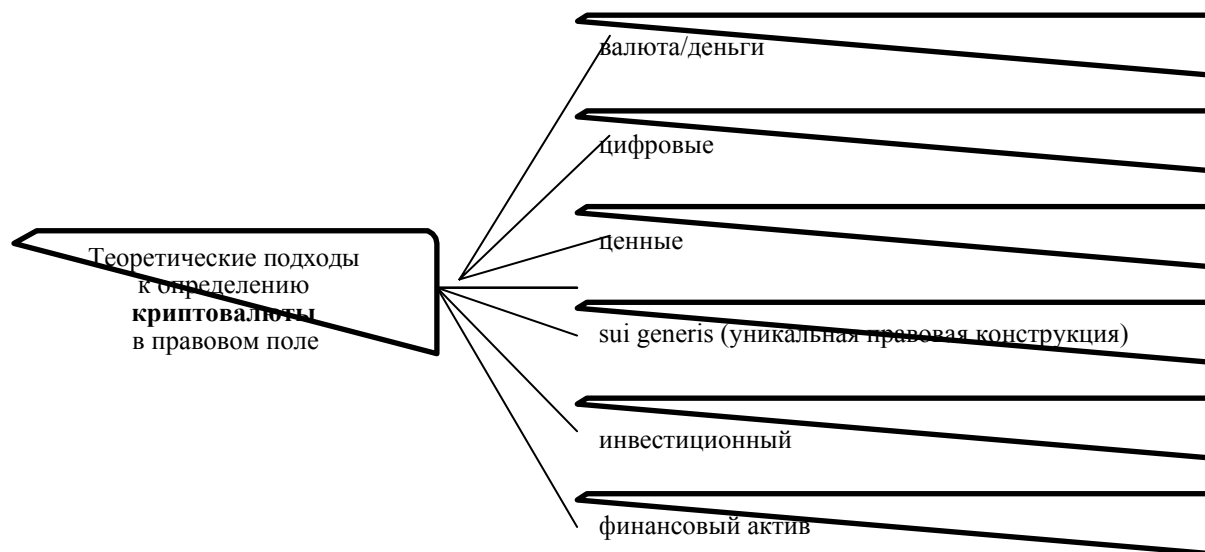 валюта/деньги
цифровые
ценные
Теоретические подходы
к определению
криптовалюты
в правовом поле
sui generis (уникальная правовая конструкция)
инвестиционный
финансовый актив